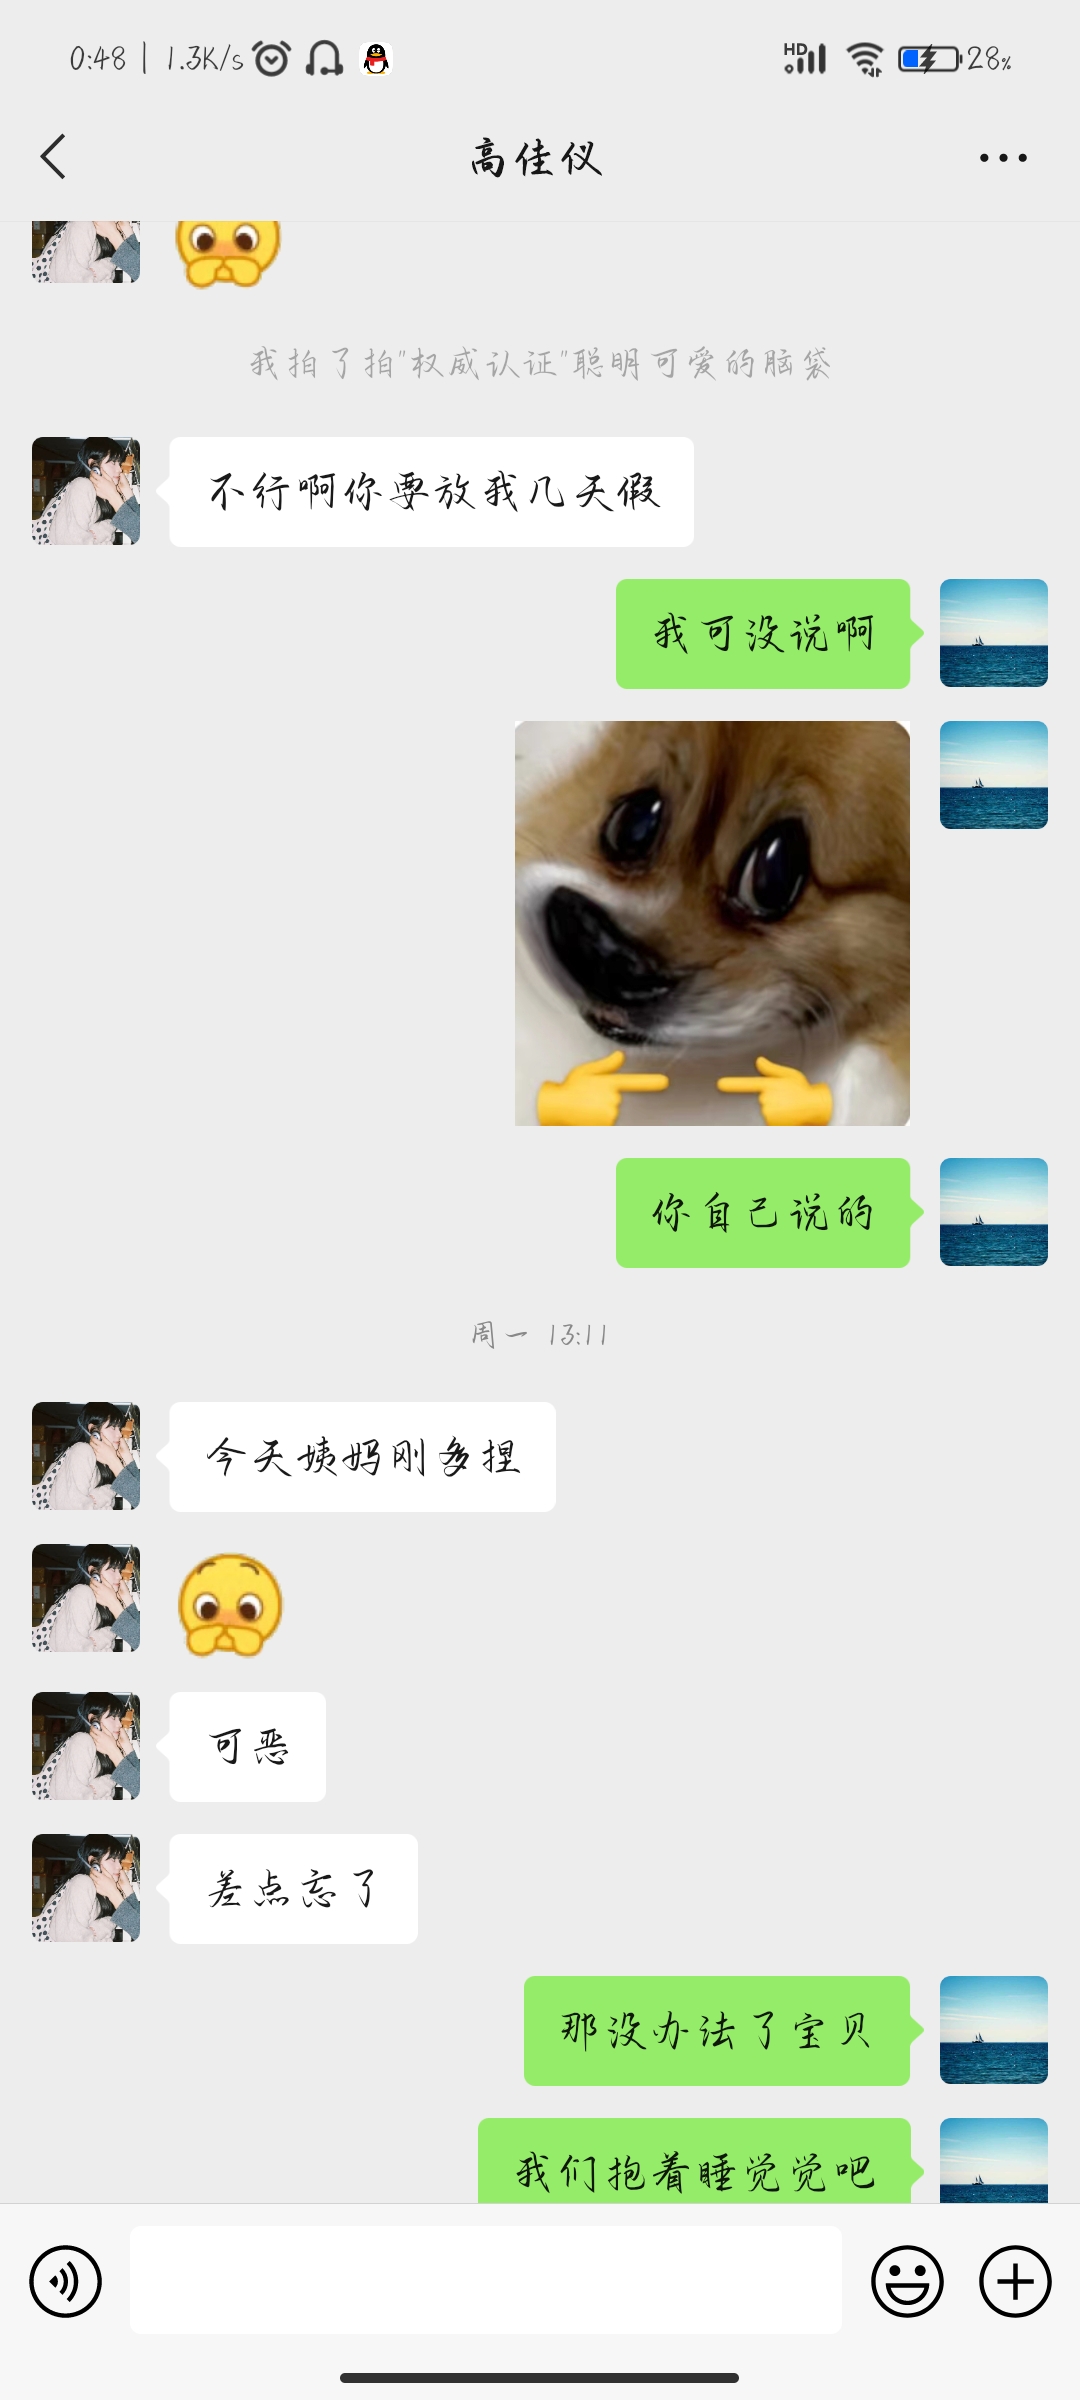 0:48 | 1.3K/s
HD
28%
高佳仪
我拍了拍"权威认证"聪明可爱的脑袋
不行啊你要放我几天假
我可没说啊
你自己说的
周一 13:11
今天姨妈刚多捏
可恶
差点忘了
那没办法了宝贝
我们抱着睡觉觉吧